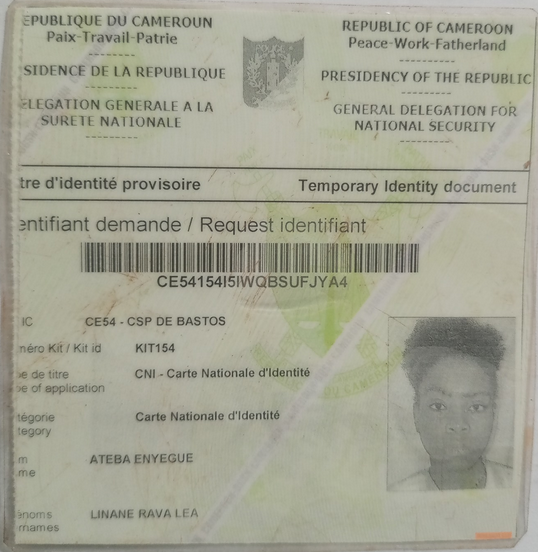 EPUBLIQUE DU CAMEROUN
Paix-Travail-Patrie
SIDENCE DE LA REPUBLIQUE
ELEGATION GENERALE A LA
SURETE NATIONALE
POLICE
REPUBLIC OF CAMEROON
Peace-Work-Fatherland
PRESIDENCY OF THE REPUBLIC
GENERAL DELEGATION FOR
NATIONAL SECURITY
tre d'identité provisoire
Temporary Identity document
entifiant demande / Request identifiant
CE54154I5IWQBSUFJYA4
IC CE54 - CSP DE BASTOS
méro Kit / Kit id KIT154
pe de titre CNI - Carte Nationale d'Identité
pe of application
tégorie Carte Nationale d'Identité
tegory
m ATEBA ENYEGUE
me
énoms LINANE RAVA LEA
rnames